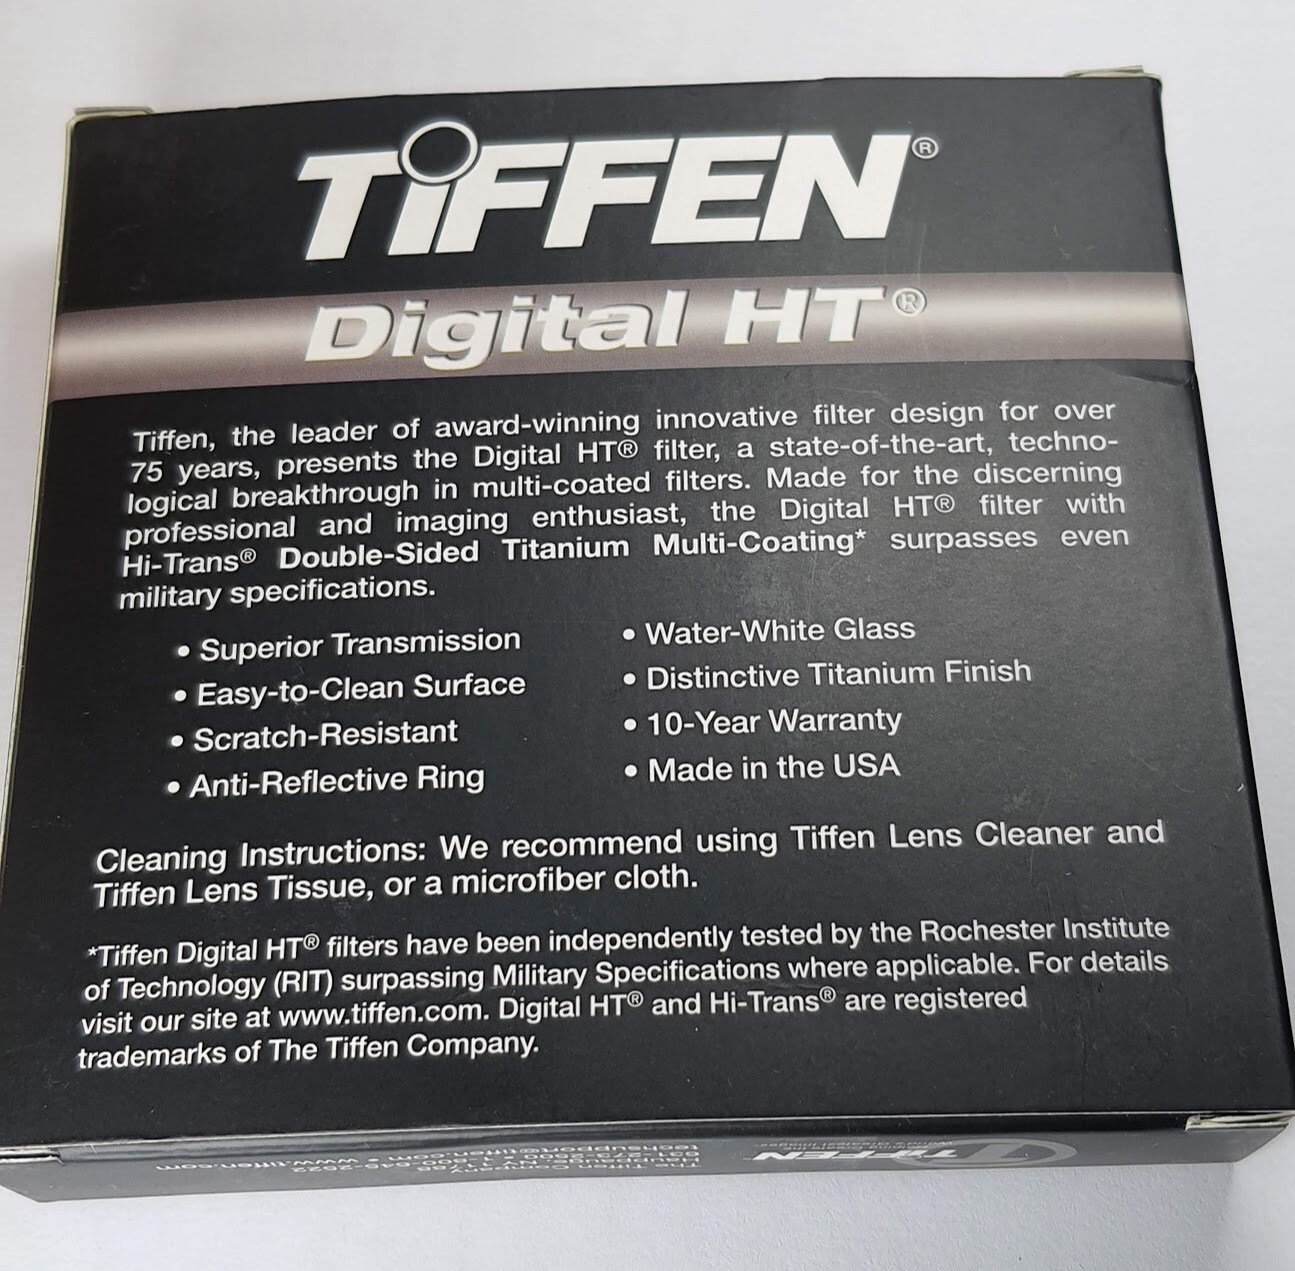 TiFFEN®
Digital HT®
Tiffen, the leader of award-winning innovative filter design for over
75 years, presents the Digital HT® filter, a state-of-the-art, techno-
logical breakthrough in multi-coated filters. Made for the discerning
professional and imaging enthusiast, the Digital HT® filter with
Hi-Trans® Double-Sided Titanium Multi-Coating* surpasses even
military specifications.
• Superior Transmission
• Easy-to-Clean Surface
• Scratch-Resistant
• Anti-Reflective Ring
• Water-White Glass
• Distinctive Titanium Finish
• 10-Year Warranty
• Made in the USA
Cleaning Instructions: We recommend using Tiffen Lens Cleaner and
Tiffen Lens Tissue, or a microfiber cloth.
*Tiffen Digital HT® filters have been independently tested by the Rochester Institute
of Technology (RIT) surpassing Military Specifications where applicable. For details
visit our site at www.tiffen.com. Digital HT® and Hi-Trans® are registered
trademarks of The Tiffen Company.
TiFFEN